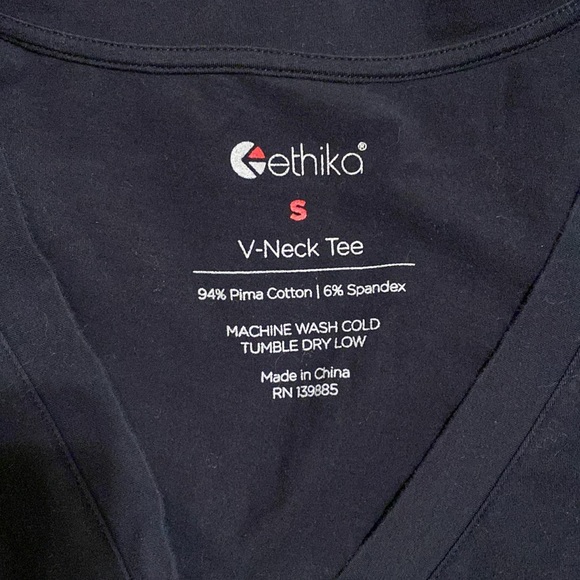 ethika®
S
V-Neck Tee
94% Pima Cotton | 6% Spandex
MACHINE WASH COLD
TUMBLE DRY LOW
Made in China
RN 139885